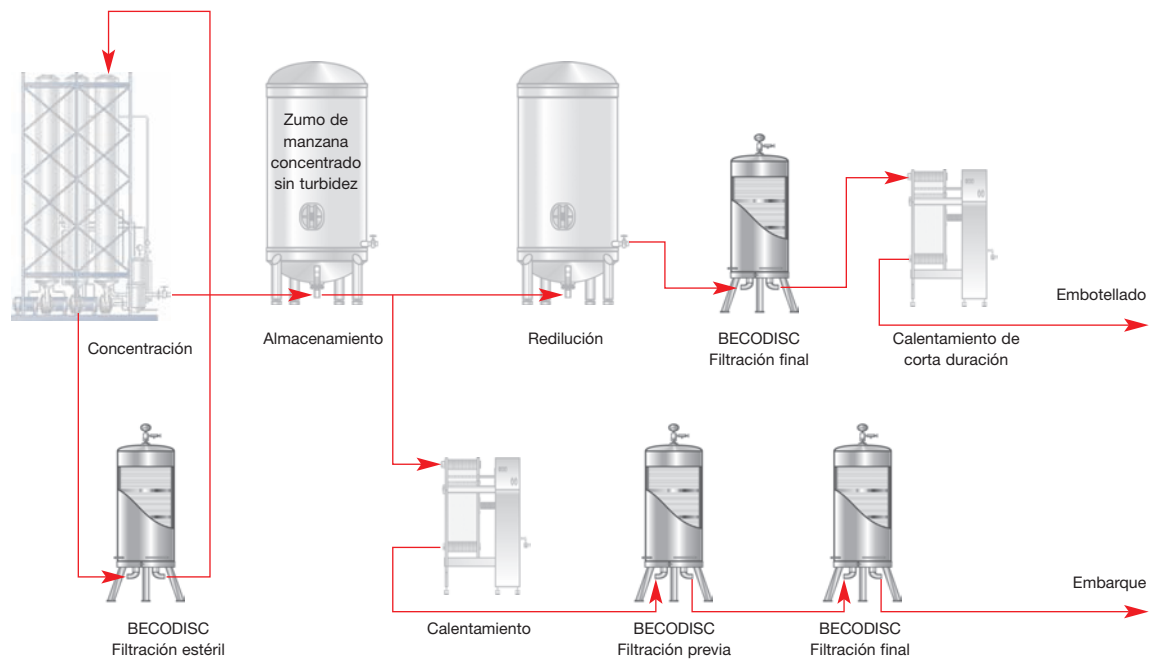 Zumo de
manzana
concentrado
sin turbidez
Concentración
Almacenamiento
Redilución
BECODISC
Filtración final
Calentamiento de
corta duración
Embotellado
BECODISC
Filtración estéril
Calentamiento
BECODISC
Filtración previa
BECODISC
Filtración final
Embarque